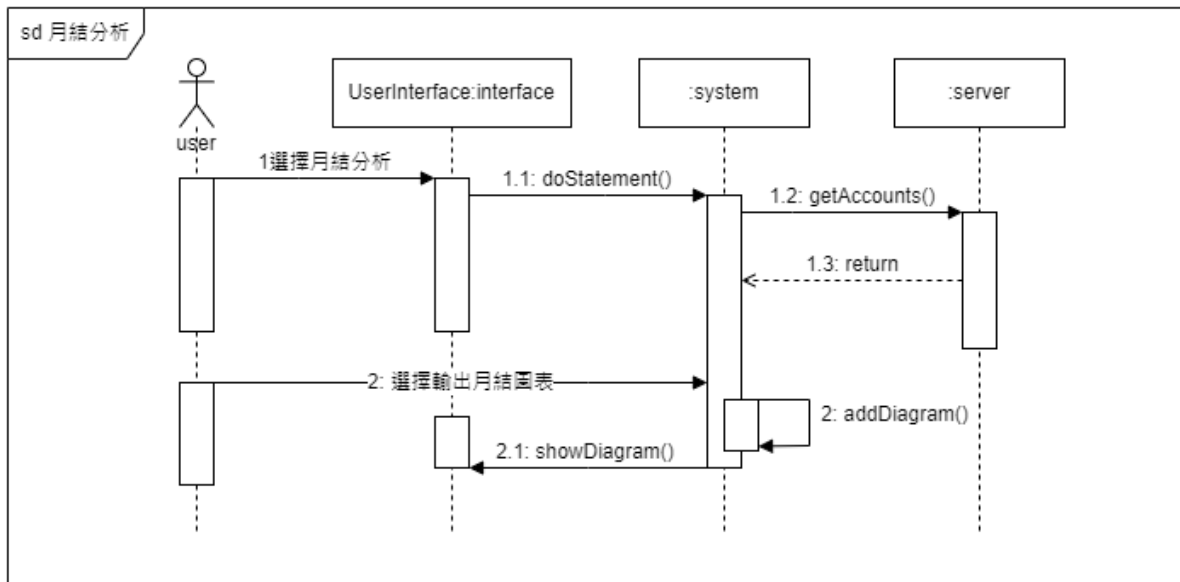 sd 月結分析
user
UserInterface:interface
:system
:server
1選擇月結分析
1.1: doStatement()
1.2: getAccounts()
1.3: return
2: 選擇輸出月結圖表
2: addDiagram()
2.1: showDiagram()